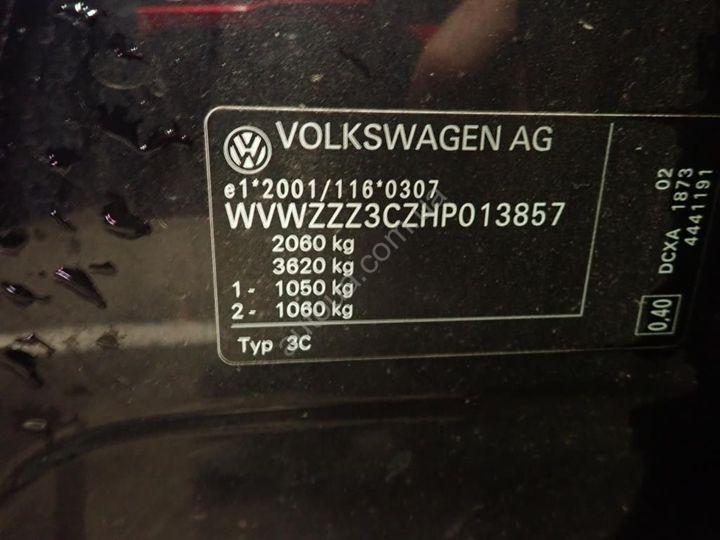 VOLKSWAGEN AG
e1*2001/116*0307
WVWZZZ3CZHP013857
2060 kg
3620 kg
1 - 1050 kg
2 - 1060 kg
Typ 3C
02
DCXA 1873
4441191
0,40